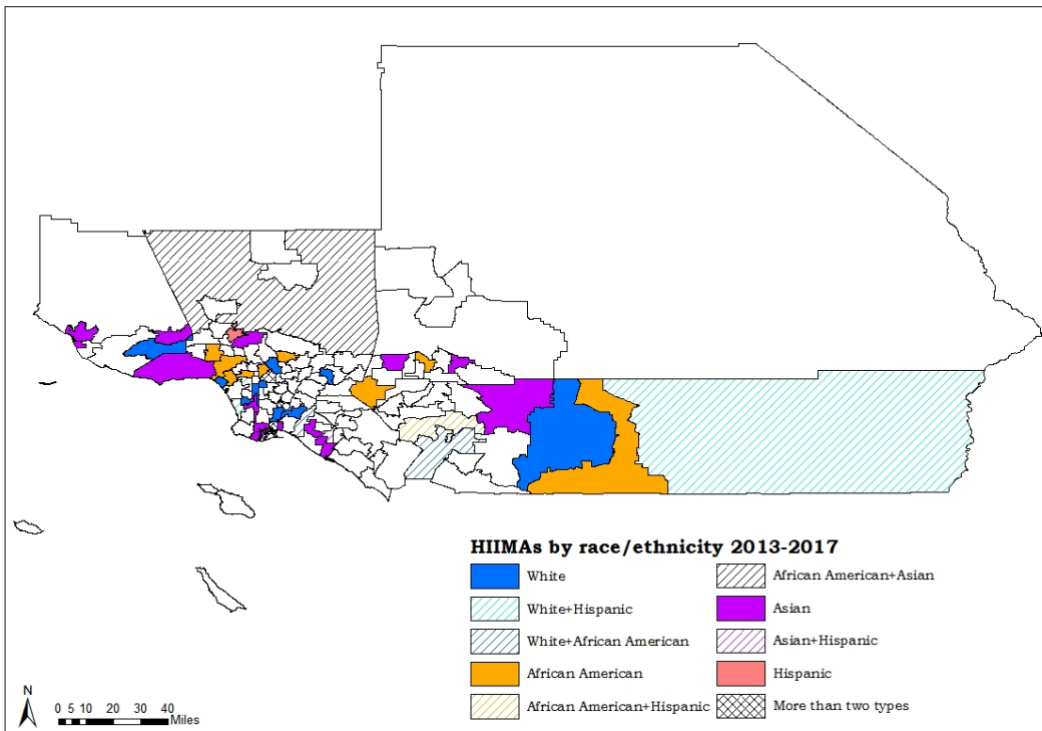 HIIMAs by race/ethnicity 2013-2017
White
White+Hispanic
White+African American
African American
African American+Hispanic
African American+Asian
Asian
Asian+Hispanic
Hispanic
More than two types
N
0 5 10 20 30 40
Miles